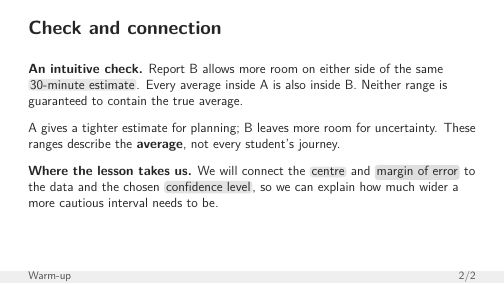 Check and connection
An intuitive check. Report B allows more room on either side of the same
30-minute estimate. Every average inside A is also inside B. Neither range is
guaranteed to contain the true average.
A gives a tighter estimate for planning; B leaves more room for uncertainty. These
ranges describe the average, not every student's journey.
Where the lesson takes us. We will connect the centre and margin of error to
the data and the chosen confidence level, so we can explain how much wider a
more cautious interval needs to be.
Warm-up 2/2